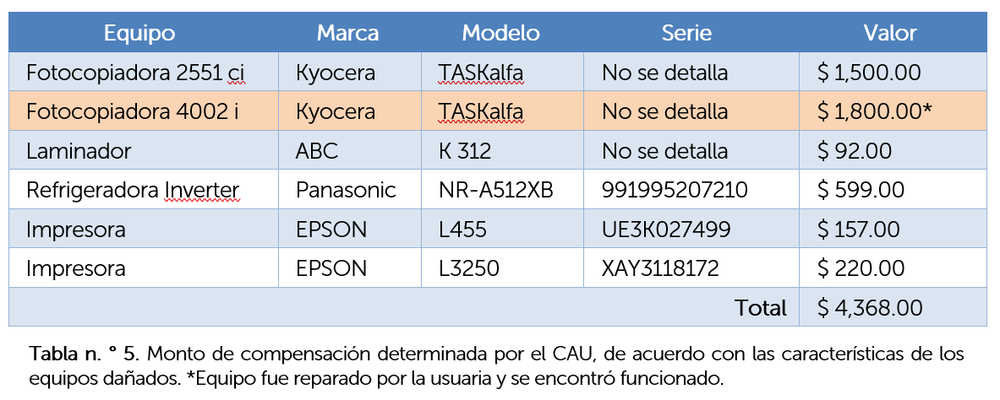 Equipo Marca Modelo Serie Valor
Fotocopiadora 2551 ci Kyocera TASKalfa No se detalla $ 1,500.00
Fotocopiadora 4002 i Kyocera TASKalfa No se detalla $ 1,800.00*
Laminador ABC K 312 No se detalla $ 92.00
Refrigeradora Inverter Panasonic NR-A512XB 991995207210 $ 599.00
Impresora EPSON L455 UE3K027499 $ 157.00
Impresora EPSON L3250 XAY3118172 $ 220.00
Total $ 4,368.00
Tabla n. ° 5. Monto de compensación determinada por el CAU, de acuerdo con las características de los
equipos dañados. *Equipo fue reparado por la usuaria y se encontró funcionado.